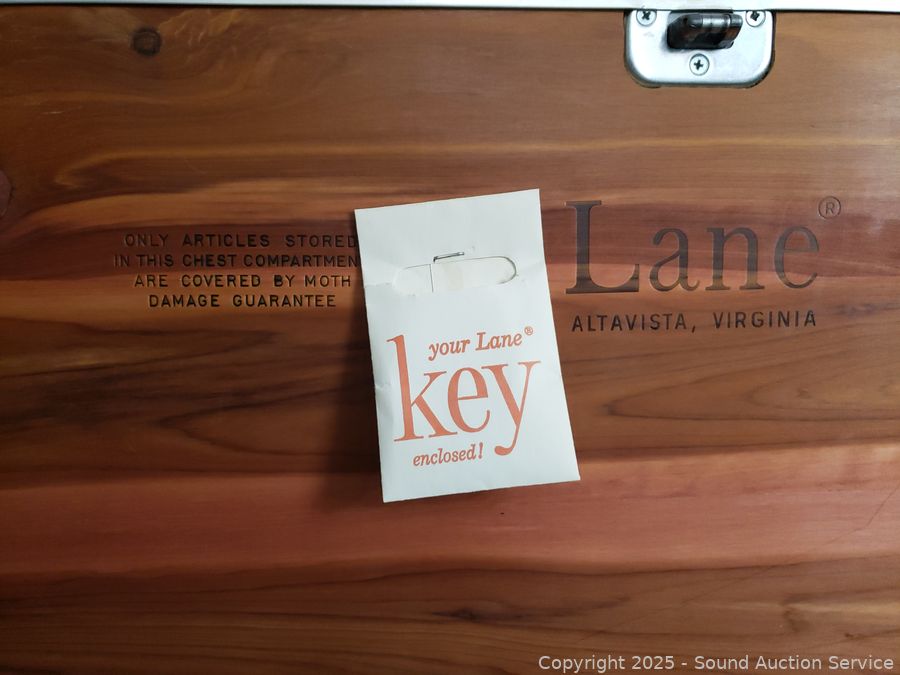 ONLY ARTICLES STORED
IN THIS CHEST COMPARTMEN
ARE COVERED BY MOTH
DAMAGE GUARANTEE
your Lane®
key
enclosed!
Lane®
ALTAVISTA, VIRGINIA
Copyright 2025 - Sound Auction Service